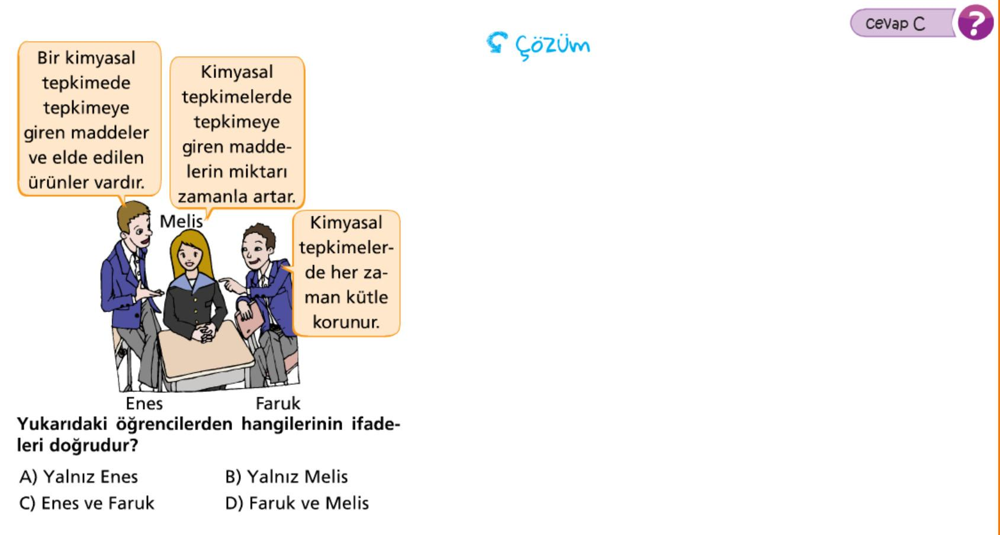 cevap C
?
Çözüm
Bir kimyasal
tepkimede
tepkimeye
giren maddeler
ve elde edilen
ürünler vardır.
Kimyasal
tepkimelerde
tepkimeye
giren madde-
lerin miktarı
zamanla artar.
Melis
Kimyasal
tepkimeler-
de her za-
man kütle
korunur.
Enes
Faruk
Yukarıdaki öğrencilerden hangilerinin ifade-
leri doğrudur?
A) Yalnız Enes
B) Yalnız Melis
C) Enes ve Faruk
D) Faruk ve Melis